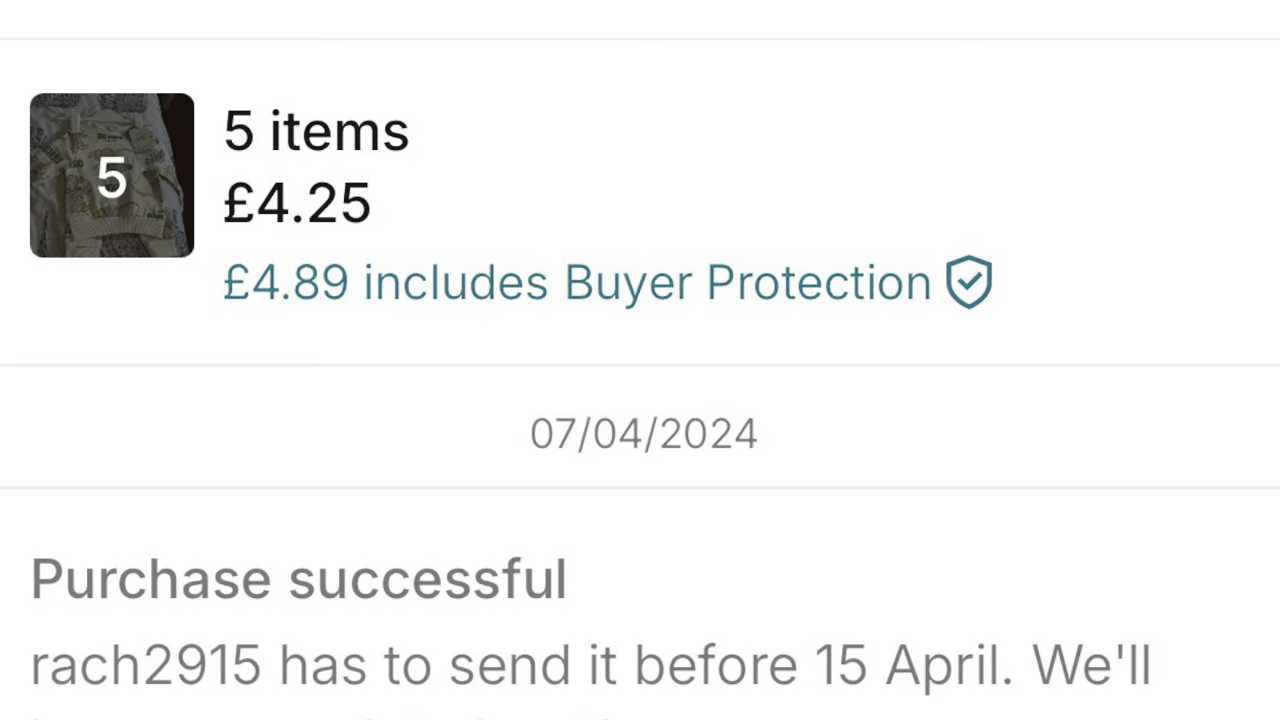 5
5 items
£4.25
£4.89 includes Buyer Protection
07/04/2024
Purchase successful
rach2915 has to send it before 15 April. We'll